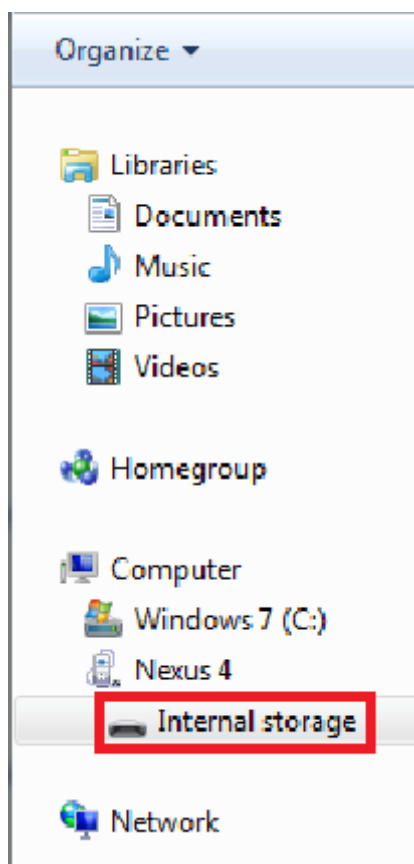 Organize
Libraries
Documents
Music
Pictures
Videos
Homegroup
Computer
Windows 7 (C:)
Nexus 4
Internal storage
Network